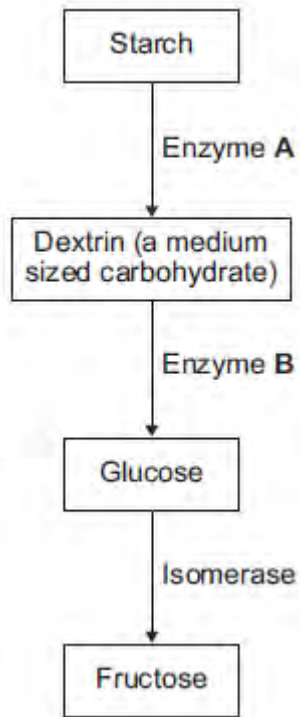 Starch
Enzyme A
Dextrin (a medium
sized carbohydrate)
Enzyme B
Glucose
Isomerase
Fructose